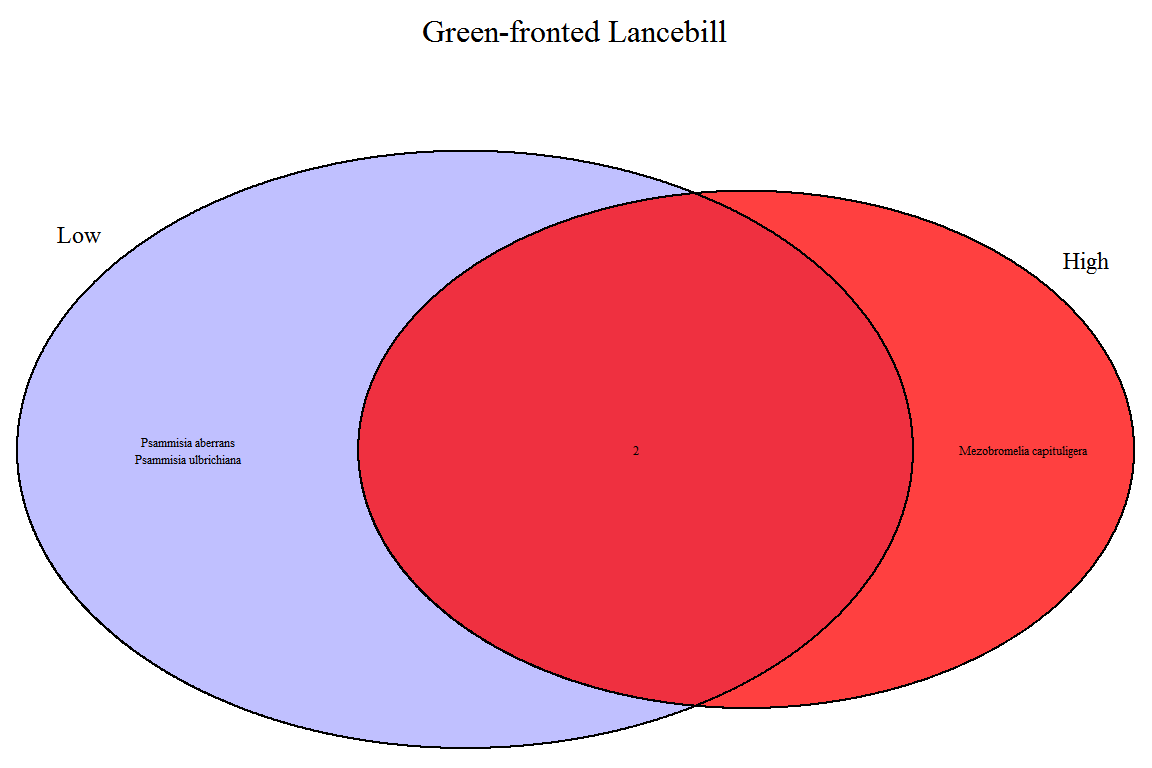 Green-fronted Lancebill
Low
High
Psammisia aberrans
Psammisia ulbrichiana
2
Mezobromelia capituligera